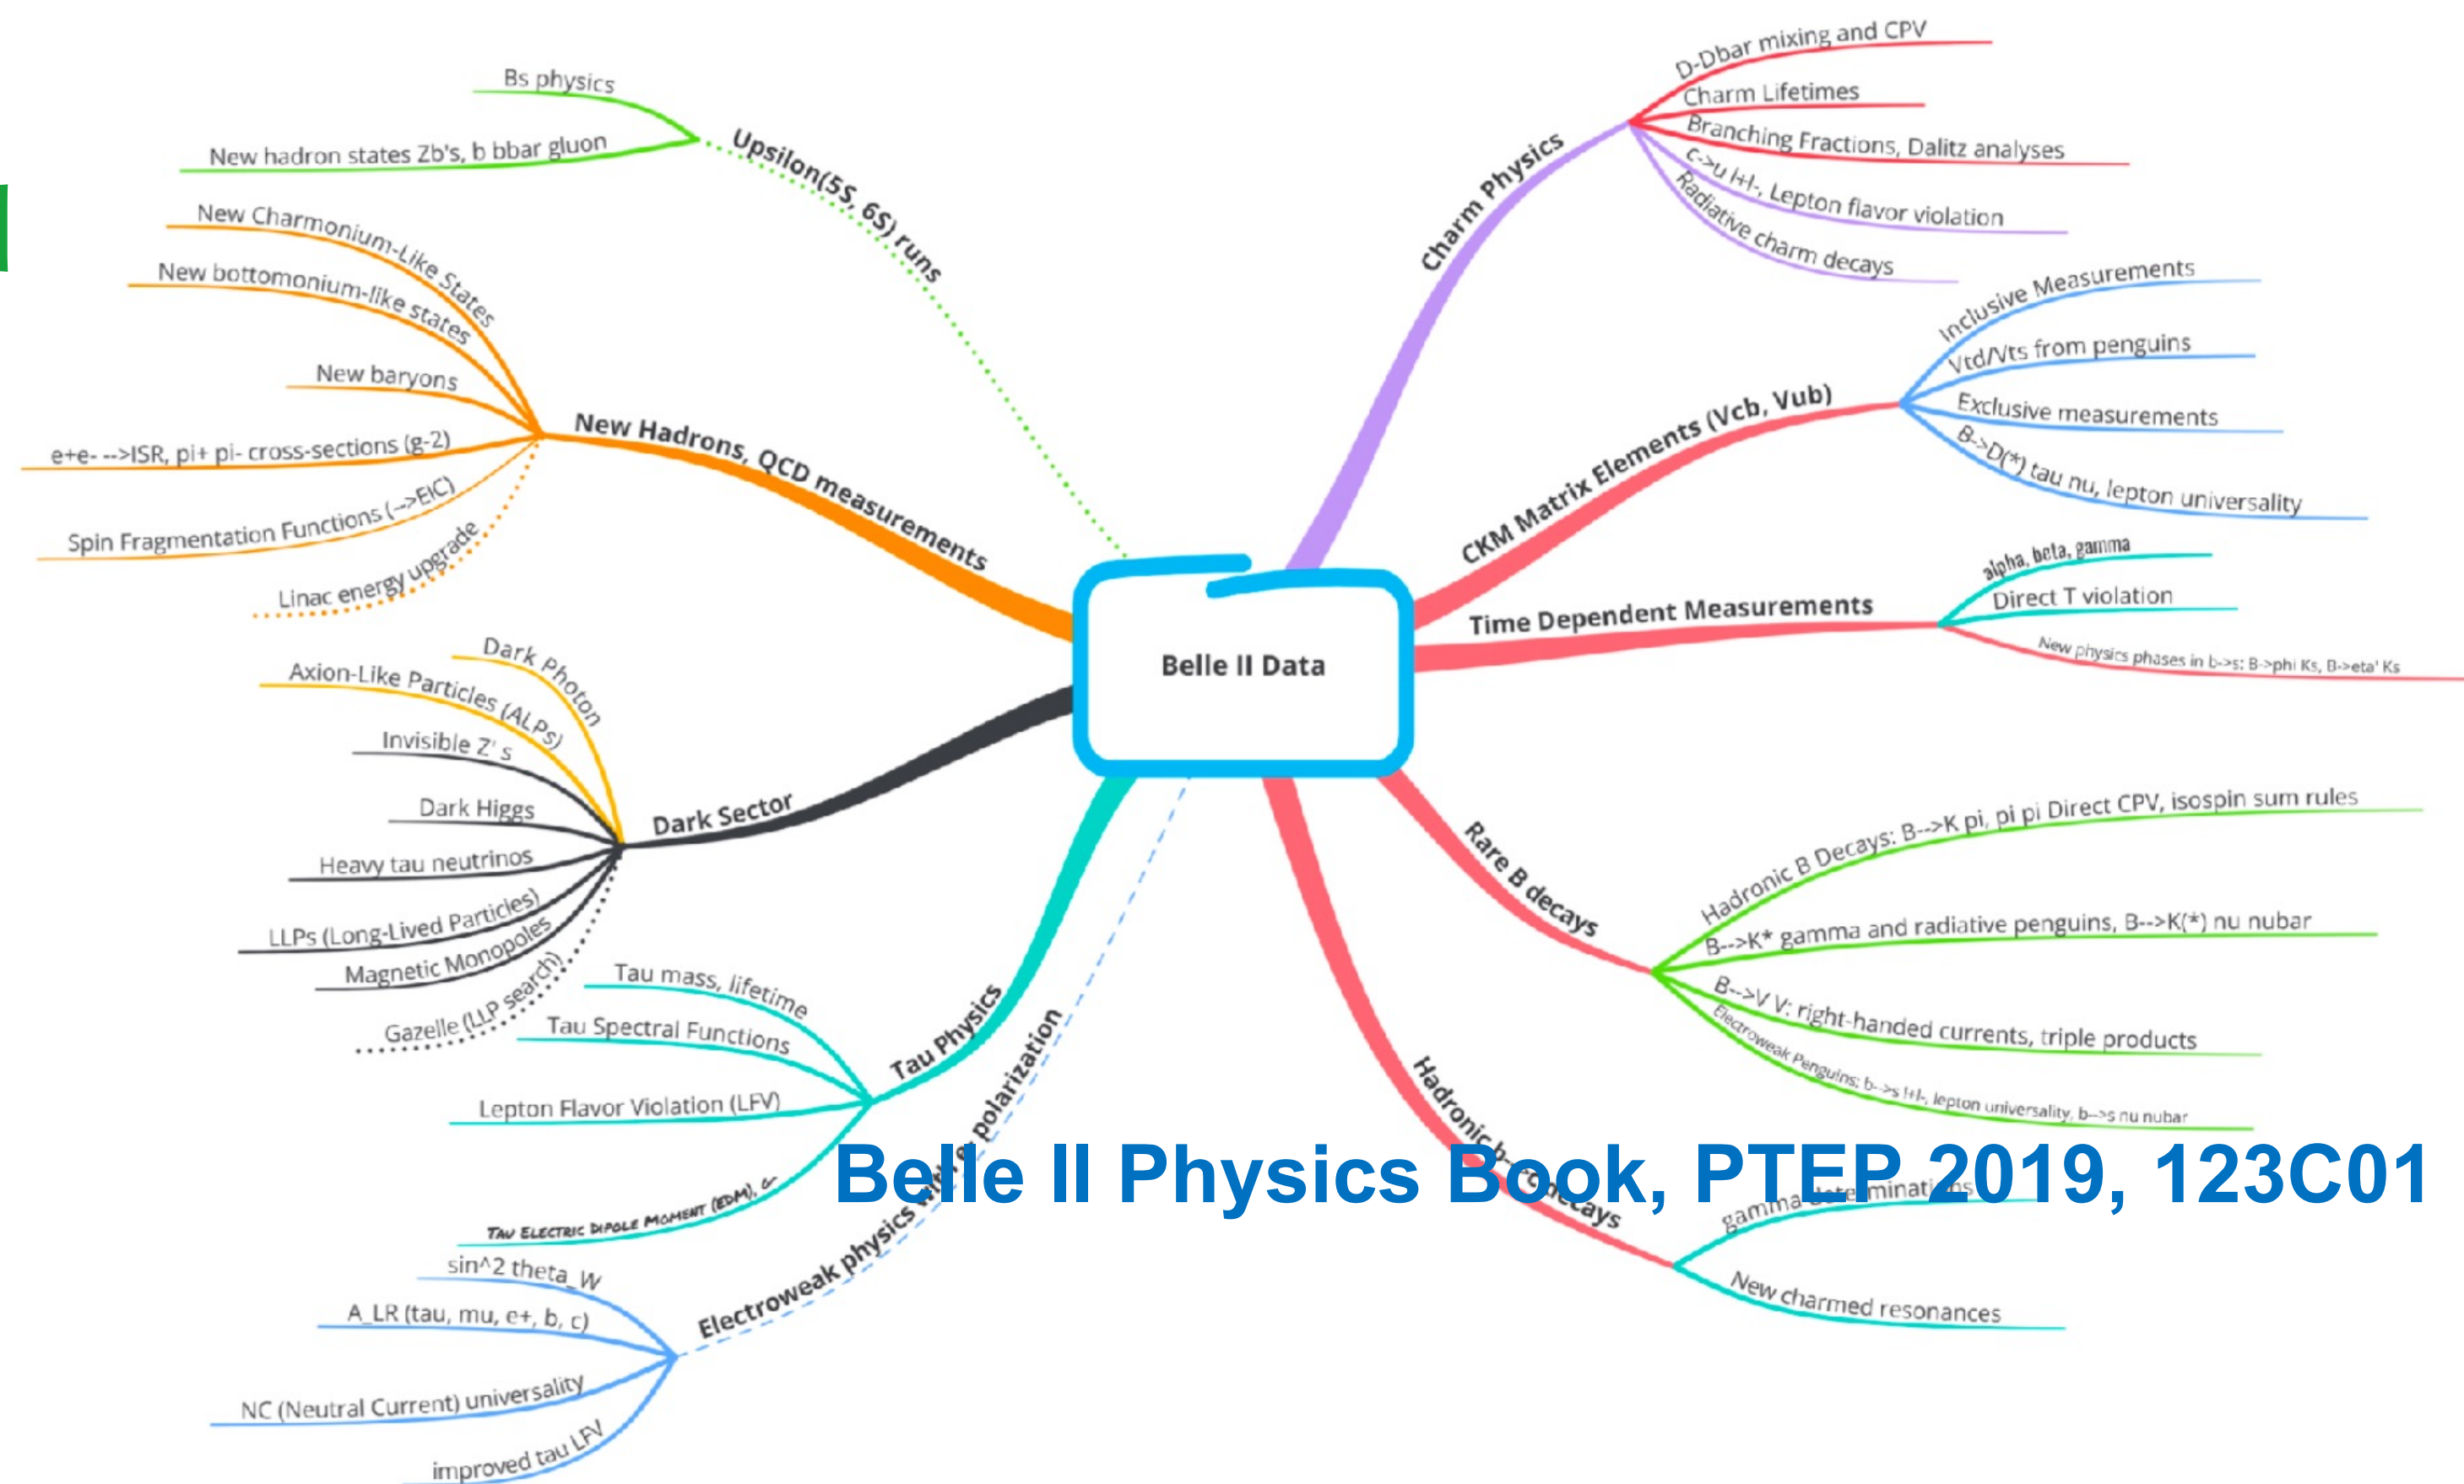 Belle II Data
Upsilon(5S, 6S) runs
Bs physics
New hadron states Zb's, b bbar gluon
New Hadrons, QCD measurements
New Charmonium-Like States
New bottomonium-like states
New baryons
e+e- -->ISR, pi+ pi- cross-sections (g-2)
Spin Fragmentation Functions (-->EIC)
Linac energy upgrade
Dark Sector
Dark Photon
Axion-Like Particles (ALPs)
Invisible Z' s
Dark Higgs
Heavy tau neutrinos
LLPs (Long-Lived Particles)
Magnetic Monopoles
Gazelle (LLP search)
Tau Physics
Tau mass, lifetime
Tau Spectral Functions
Lepton Flavor Violation (LFV)
TAU ELECTRIC DIPOLE MOMENT (EDM),
Electroweak physics with e- polarization
sin^2 theta_W
A_LR (tau, mu, e+, b, c)
NC (Neutral Current) universality
improved tau LFV
Charm Physics
D-Dbar mixing and CPV
Charm Lifetimes
Branching Fractions, Dalitz analyses
c->u l+l-, Lepton flavor violation
Radiative charm decays
CKM Matrix Elements (Vcb, Vub)
Inclusive Measurements
Vtd/Vts from penguins
Exclusive measurements
B->D(*) tau nu, lepton universality
Time Dependent Measurements
alpha, beta, gamma
Direct T violation
New physics phases in b->s: B->phi Ks, B->eta' Ks
Rare B decays
Hadronic B Decays: B-->K pi, pi pi Direct CPV, isospin sum rules
B-->K* gamma and radiative penguins, B-->K(*) nu nubar
B-->V V: right-handed currents, triple products
Electroweak Penguins: b-->s l+l-, lepton universality, b-->s nu nubar
Hadronic b-->c decays
gamma determinations
New charmed resonances
Belle II Physics Book, PTEP 2019, 123C01